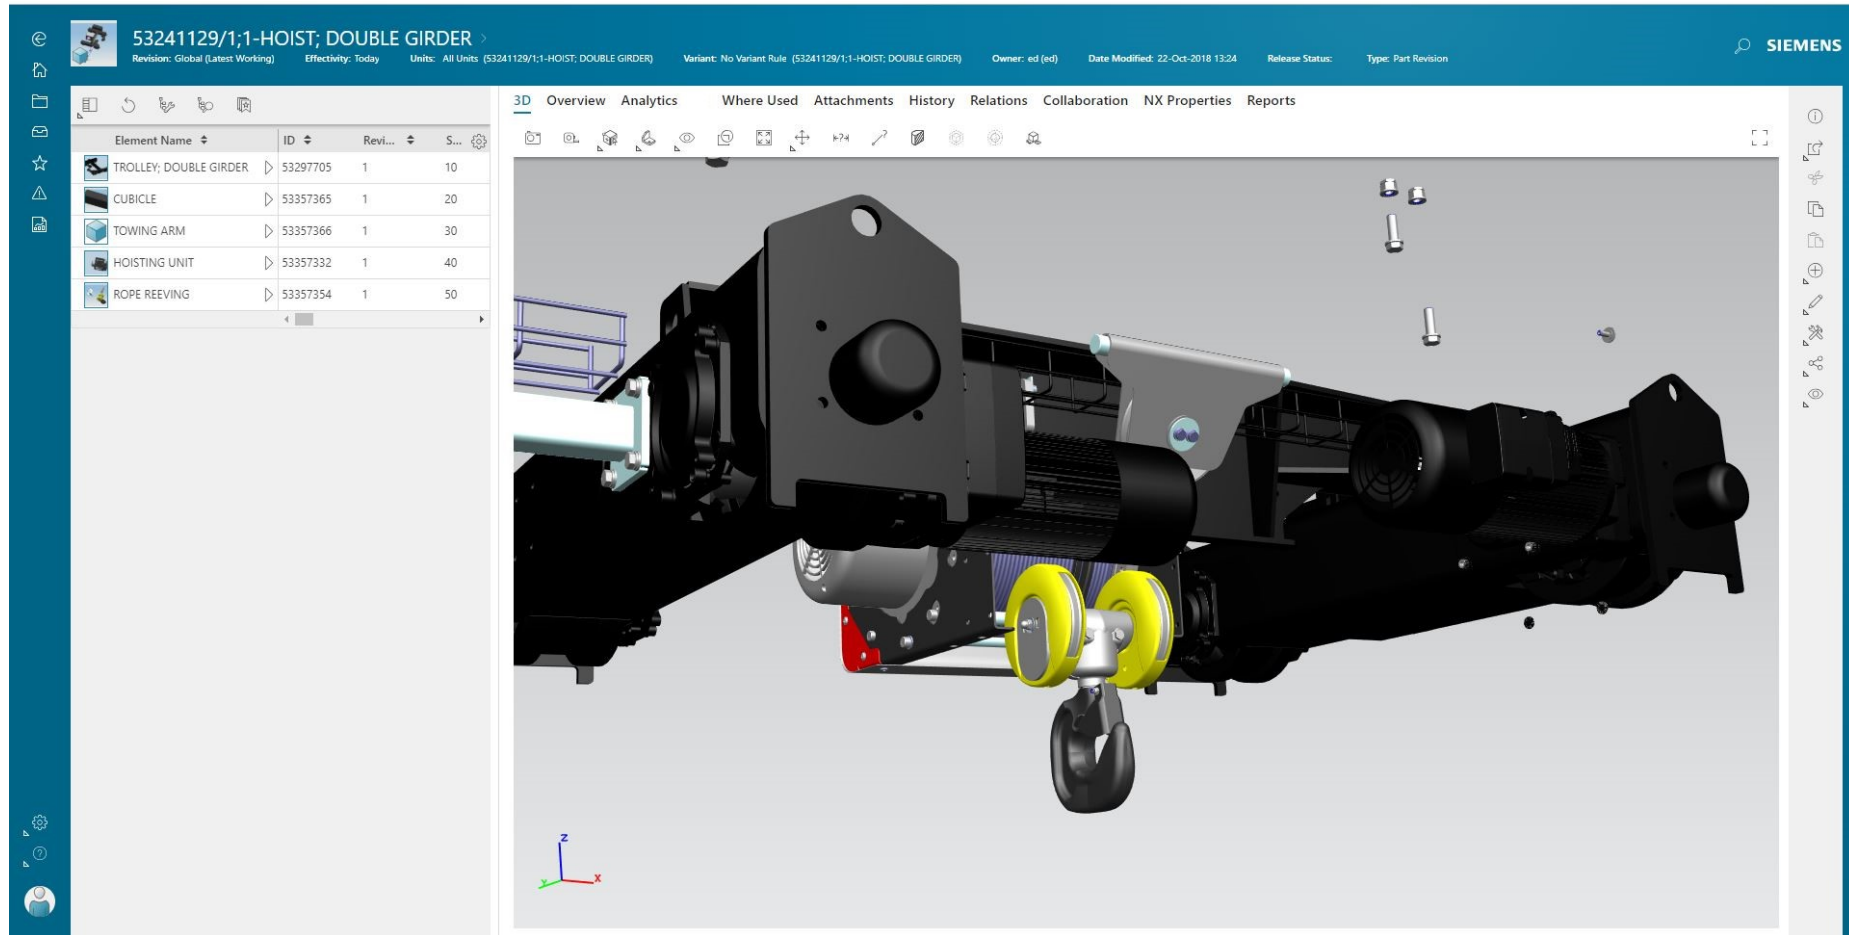 53241129/1;1-HOIST; DOUBLE GIRDER
Revision: Global (Latest Working) Effectivity: Today Units: All Units (53241129/1;1-HOIST; DOUBLE GIRDER) Variant: No Variant Rule (53241129/1;1-HOIST; DOUBLE GIRDER) Owner: ed (ed) Date Modified: 22-Oct-2018 13:24 Release Status: Type: Part Revision
SIEMENS
3D Overview Analytics Where Used Attachments History Relations Collaboration NX Properties Reports
Element Name ID Revi... S...
TROLLEY; DOUBLE GIRDER 53297705 1 10
CUBICLE 53357365 1 20
TOWING ARM 53357366 1 30
HOISTING UNIT 53357332 1 40
ROPE REEVING 53357354 1 50
Z
Y
X